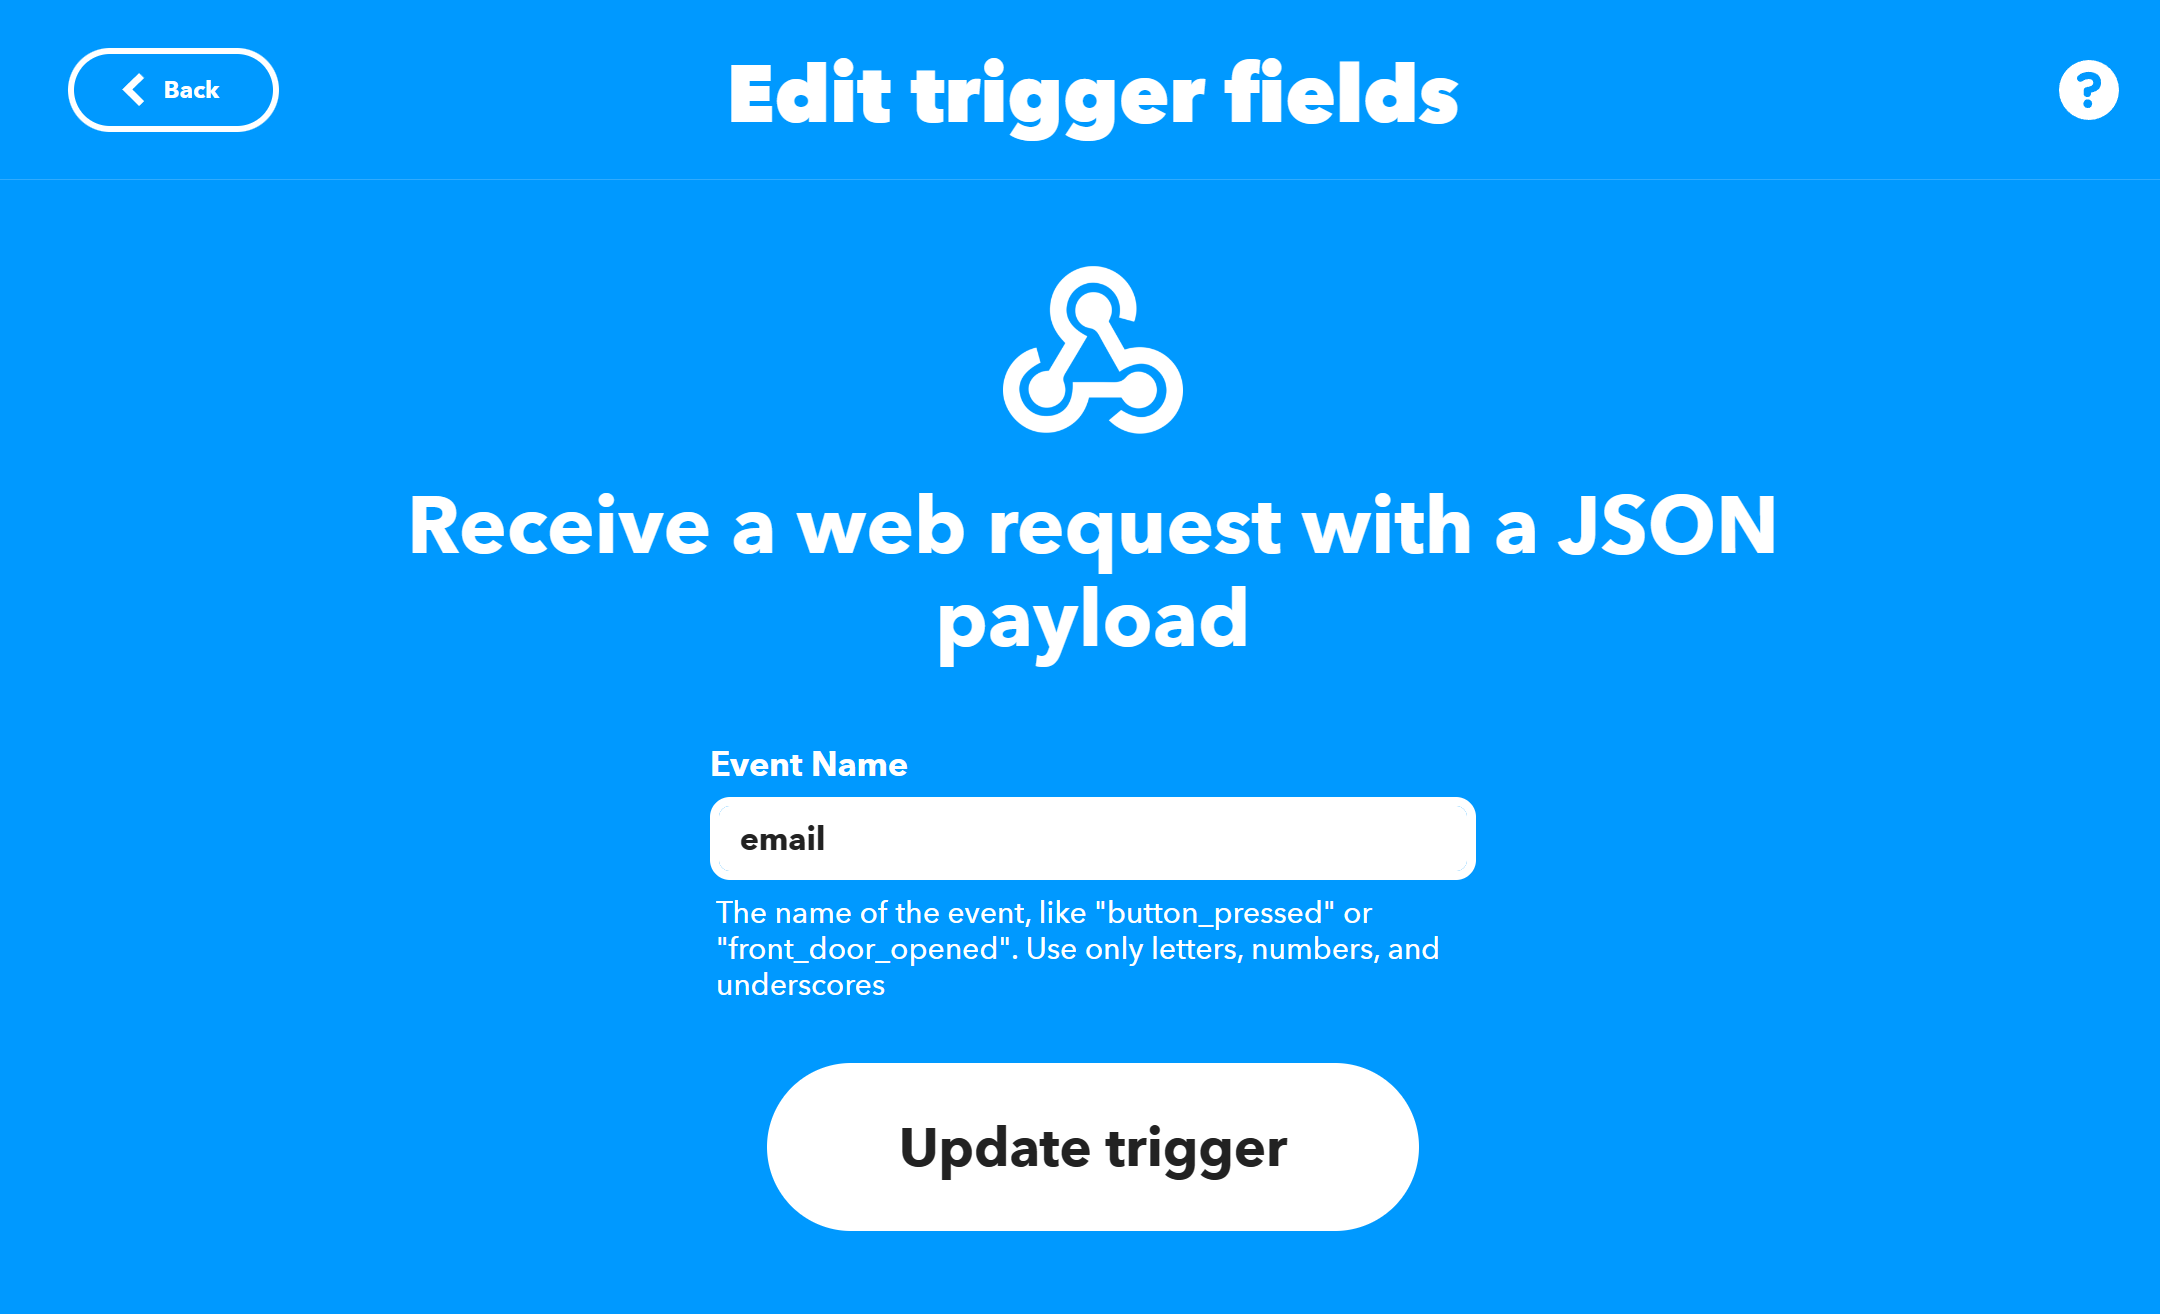 Back
Edit trigger fields
?
Receive a web request with a JSON
payload
Event Name
email
The name of the event, like "button_pressed" or
"front_door_opened". Use only letters, numbers, and
underscores
Update trigger